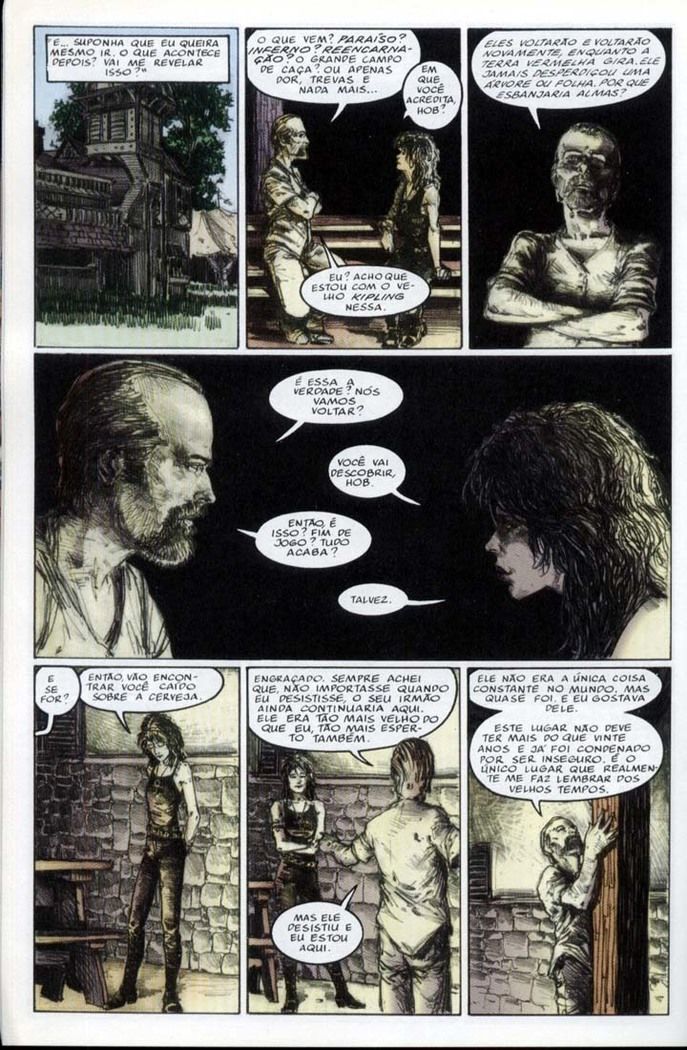 "E... SUPONHA QUE EU QUEIRA
MESMO IR. O QUE ACONTECE
DEPOIS? VAI ME REVELAR
ISSO?"
O QUE VEM? PARAÍSO?
INFERNO? REENCARNA-
ÇÃO? O GRANDE CAMPO
DE CAÇA? OU APENAS
DOR, TREVAS E
NADA MAIS...
EM
QUE
VOCÊ
ACREDITA,
HOB?
EU? ACHO QUE
ESTOU COM O VE-
LHO KIPLING
NESSA.
ELES VOLTARÃO E VOLTARÃO
NOVAMENTE, ENQUANTO A
TERRA VERMELHA GIRA. ELE
JAMAIS DESPERDIÇOU UMA
ÁRVORE OU FOLHA. POR QUE
ESBANJARIA ALMAS?
É ESSA A
VERDADE? NÓS
VAMOS
VOLTAR?
VOCÊ VAI
DESCOBRIR,
HOB.
ENTÃO, É
ISSO? FIM DE
JOGO? TUDO
ACABA?
TALVEZ.
E
SE
FOR?
ENTÃO, VÃO ENCON-
TRAR VOCÊ CAÍDO
SOBRE A CERVEJA.
ENGRAÇADO. SEMPRE ACHEI
QUE, NÃO IMPORTASSE QUANDO
EU DESISTISSE, O SEU IRMÃO
AINDA CONTINUARIA AQUI.
ELE ERA TÃO MAIS VELHO DO
QUE EU, TÃO MAIS ESPER-
TO TAMBÉM.
MAS ELE
DESISTIU E
EU ESTOU
AQUI.
ELE NÃO ERA A ÚNICA COISA
CONSTANTE NO MUNDO, MAS
QUASE FOI. E EU GOSTAVA
DELE.
ESTE LUGAR NÃO DEVE
TER MAIS DO QUE VINTE
ANOS E JÁ FOI CONDENADO
POR SER INSEGURO. E É O
ÚNICO LUGAR QUE REALMEN-
TE ME FAZ LEMBRAR DOS
VELHOS TEMPOS.